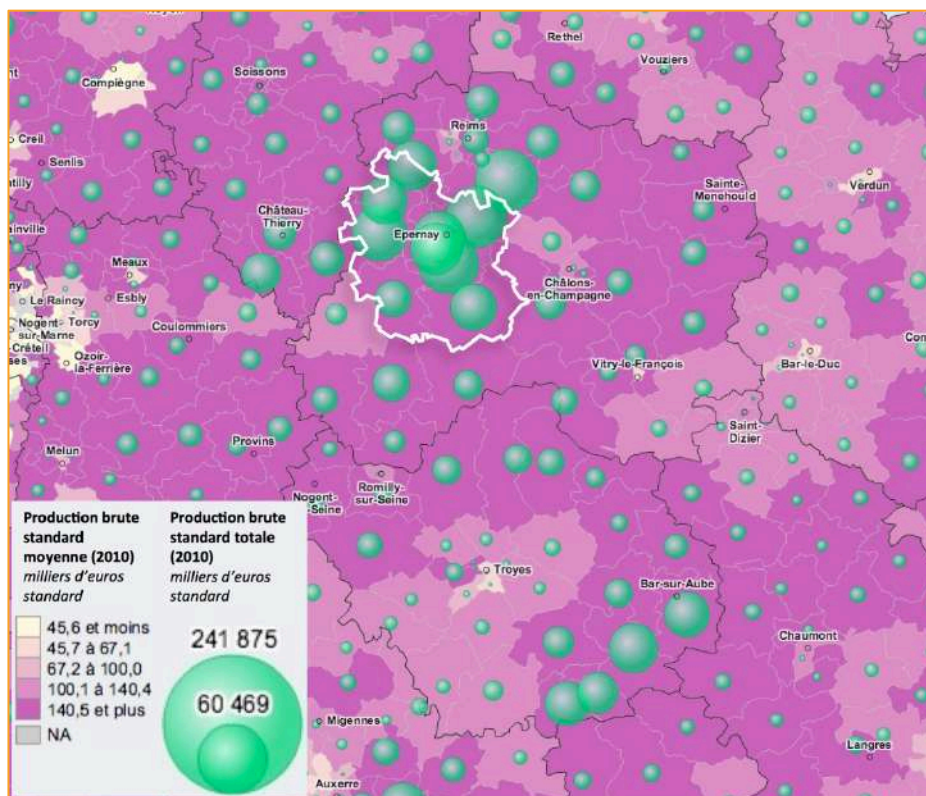 Rethel
Vouziers
Compiègne
Soissons
Creil
Senlis
Reims
Verdun
Sainte-
Menehould
Château-
Thierry
Epernay
Meaux
Châlons-
en-Champagne
Le Raincy
Esbly
Nogent-
sur-Marne
Torcy
Coulommiers
Ozoir-
la-Ferrière
Vitry-le-François
Bar-le-Duc
Saint-
Dizier
Melun
Provins
Nogent-
-Seine
Romilly-
sur-Seine
Troyes
Bar-sur-Aube
Chaumont
Migennes
Langres
Auxerre
Production brute
standard
moyenne (2010)
milliers d'euros
standard
45,6 et moins
45,7 à 67,1
67,2 à 100,0
100,1 à 140,4
140,5 et plus
NA
Production brute
standard totale
(2010)
milliers d'euros
standard
241 875
60 469